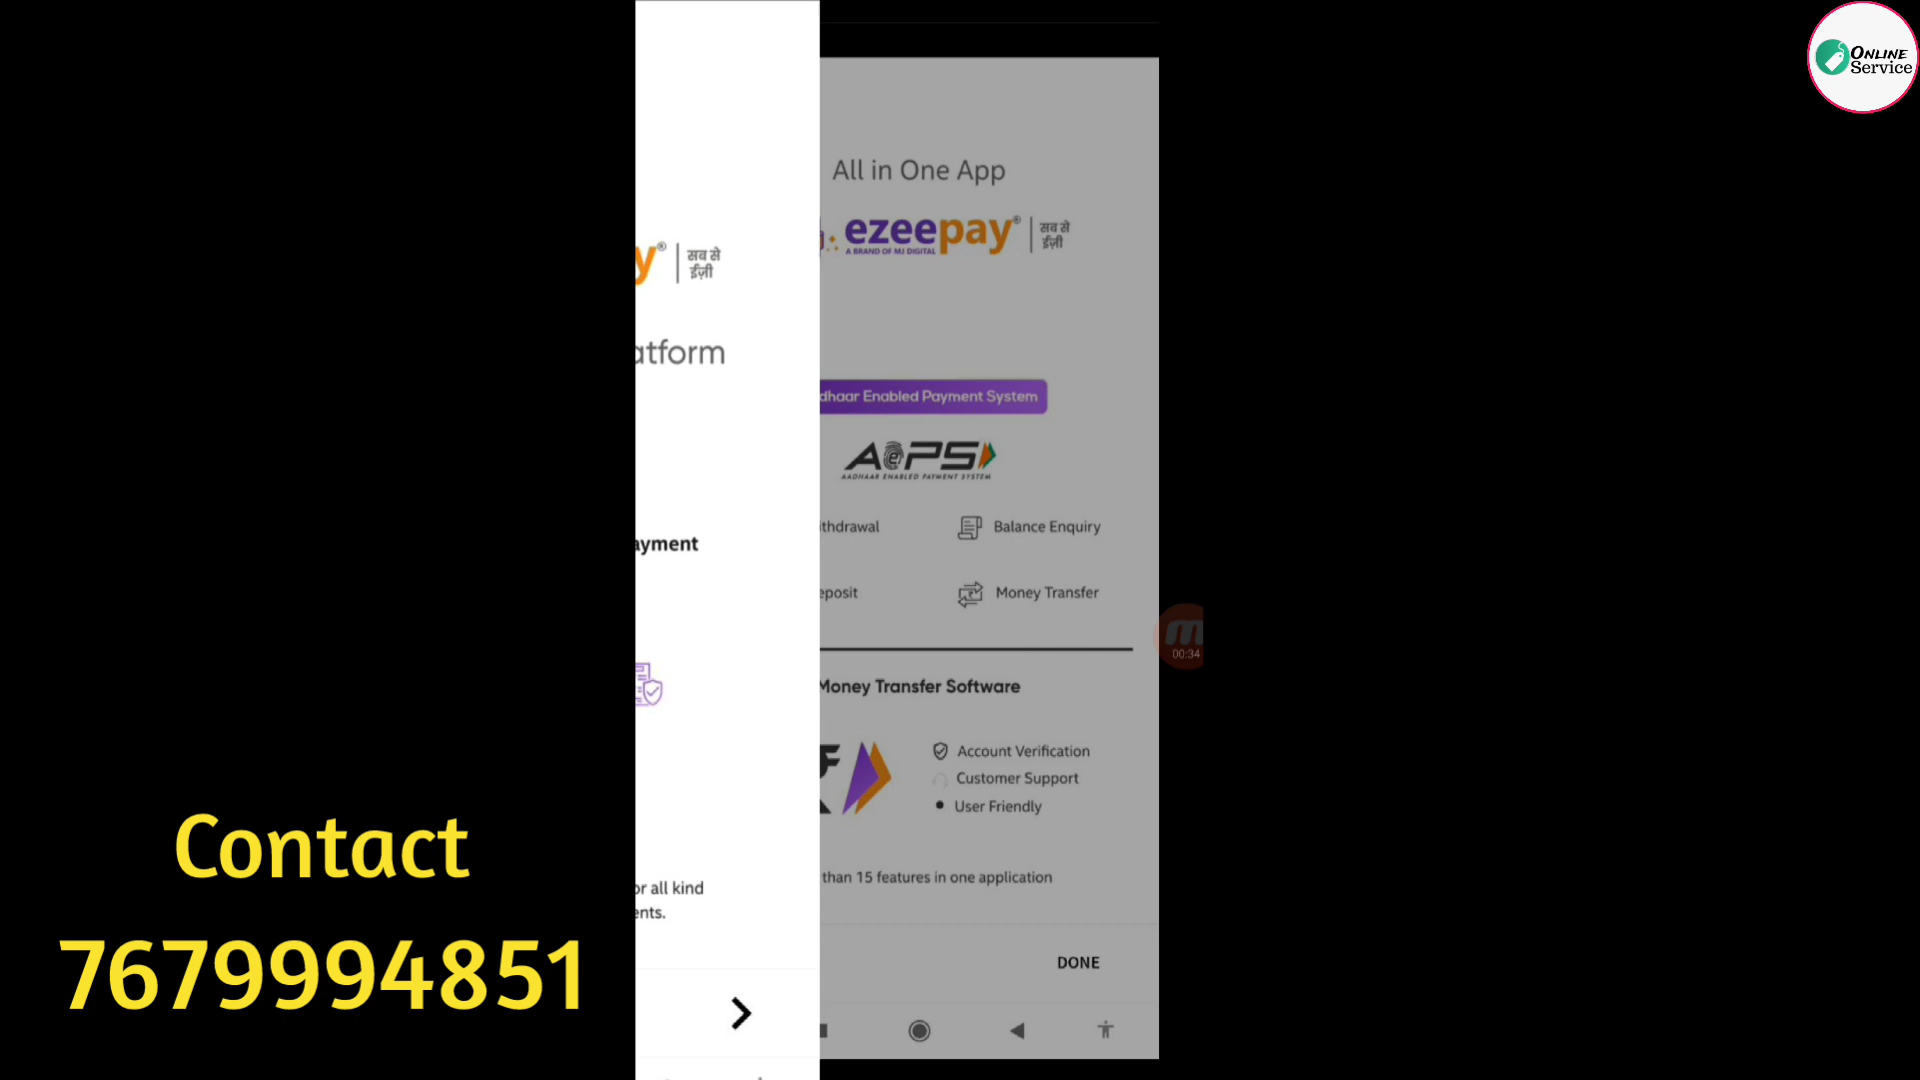 ONLINE
Service
y® | सब से
ईज़ी
atform
ayment
or all kind
ents.
All in One App
ezeepay® | सब से
ईज़ी
A BRAND OF MJ DIGITAL
dhaar Enabled Payment System
AePS
AADHAAR ENABLED PAYMENT SYSTEM
ithdrawal
Balance Enquiry
eposit
Money Transfer
Money Transfer Software
Account Verification
Customer Support
User Friendly
than 15 features in one application
DONE
00:34
Contact
7679994851